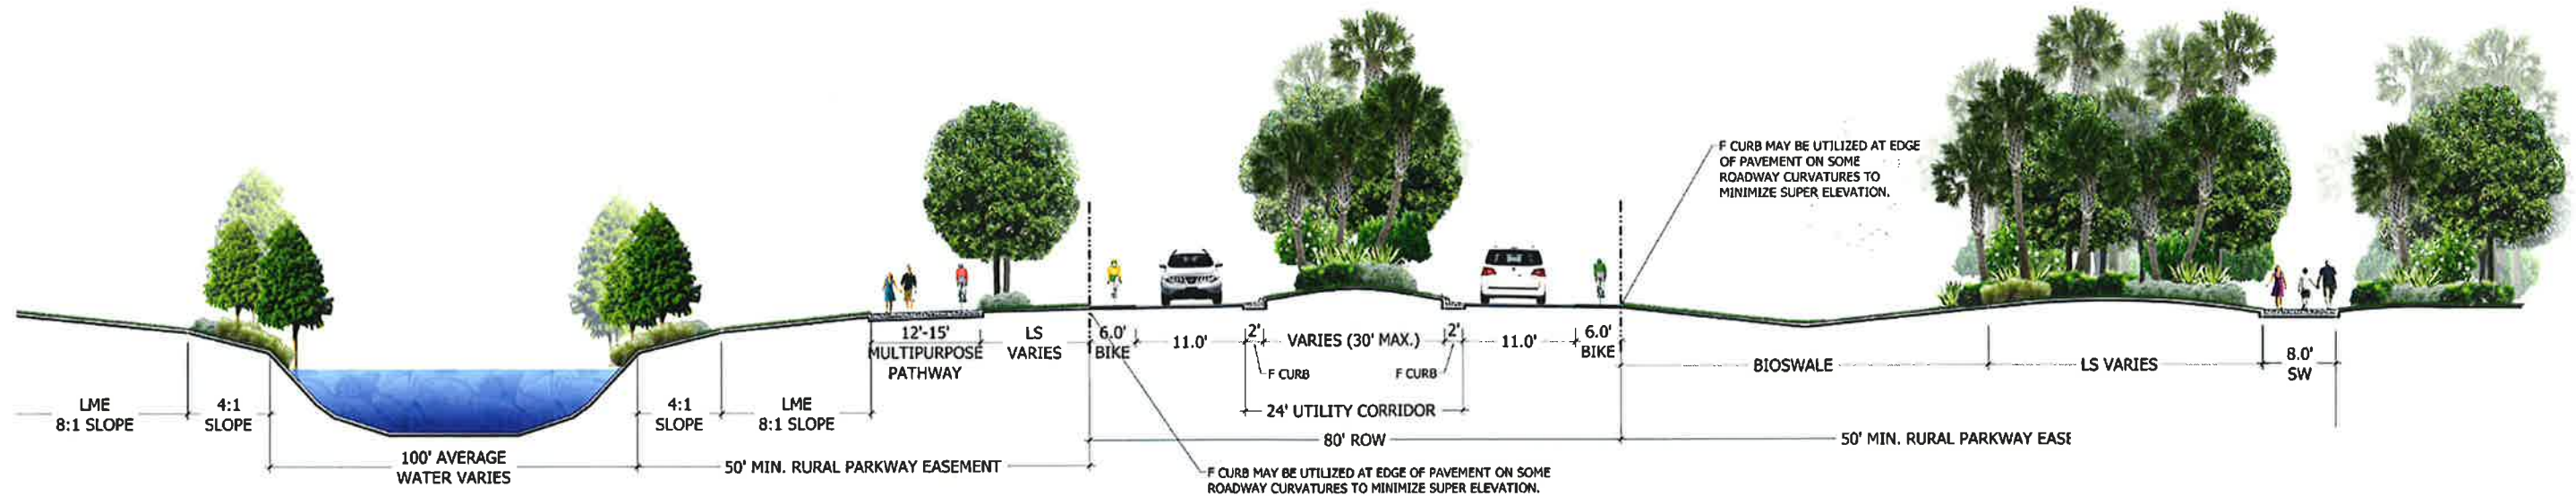 F CURB MAY BE UTILIZED AT EDGE
OF PAVEMENT ON SOME
ROADWAY CURVATURES TO
MINIMIZE SUPER ELEVATION.
12'-15'
MULTIPURPOSE
PATHWAY
LS
VARIES
6.0'
BIKE
11.0'
2'
VARIES (30' MAX.)
2'
11.0'
6.0'
BIKE
F CURB
F CURB
BIOSWALE
LS VARIES
8.0'
SW
LME
8:1 SLOPE
4:1
SLOPE
4:1
SLOPE
LME
8:1 SLOPE
24' UTILITY CORRIDOR
80' ROW
50' MIN. RURAL PARKWAY EASE
100' AVERAGE
WATER VARIES
50' MIN. RURAL PARKWAY EASEMENT
F CURB MAY BE UTILIZED AT EDGE OF PAVEMENT ON SOME
ROADWAY CURVATURES TO MINIMIZE SUPER ELEVATION.